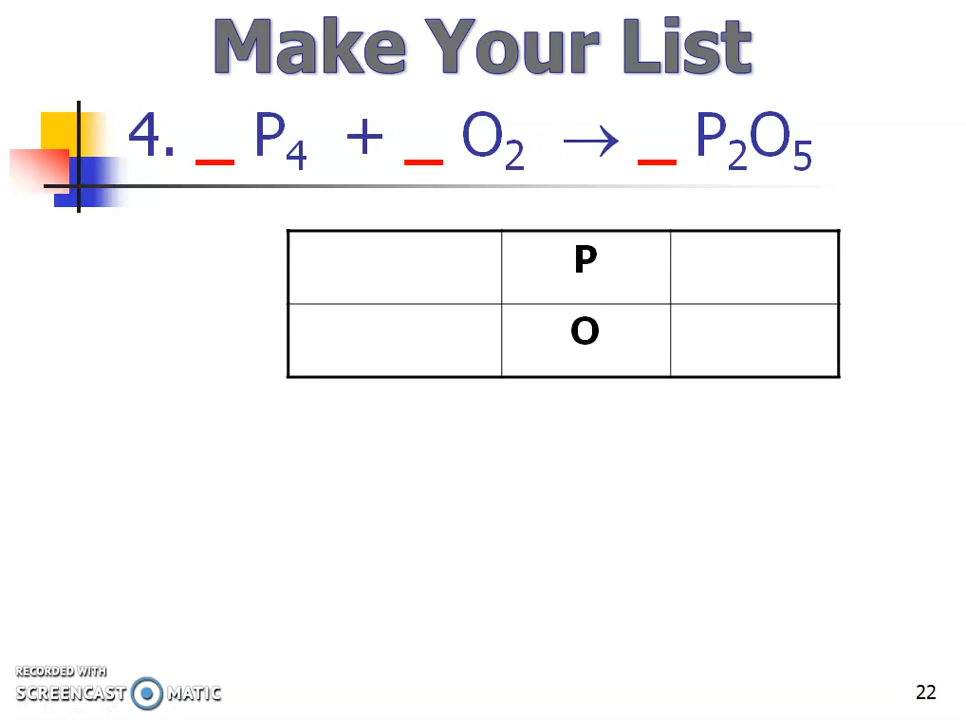 Make Your List
4. _ P₄ + _ O₂ → _ P₂O₅
P
O
RECORDED WITH
SCREENCAST MATIC
22